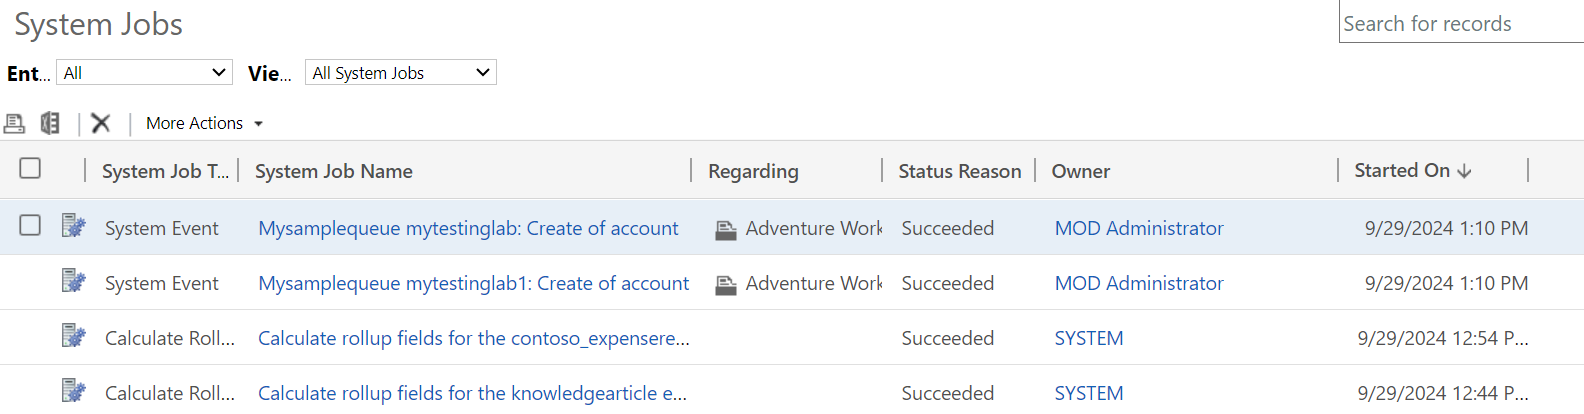 System Jobs
Search for records
Ent... All Vie... All System Jobs
More Actions
System Job T... System Job Name Regarding Status Reason Owner Started On
System Event Mysamplequeue mytestinglab: Create of account Adventure Work Succeeded MOD Administrator 9/29/2024 1:10 PM
System Event Mysamplequeue mytestinglab1: Create of account Adventure Work Succeeded MOD Administrator 9/29/2024 1:10 PM
Calculate Roll... Calculate rollup fields for the contoso_expensere... Succeeded SYSTEM 9/29/2024 12:54 P...
Calculate Roll... Calculate rollup fields for the knowledgearticle e... Succeeded SYSTEM 9/29/2024 12:44 P...